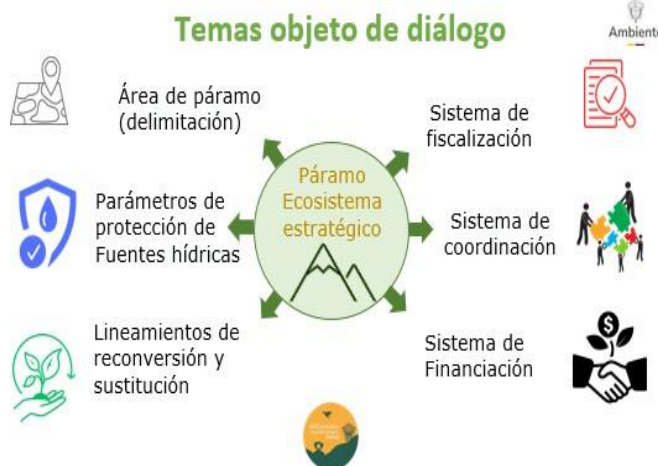 Temas objeto de diálogo
Ambiente
Área de páramo
(delimitación)
Parámetros de
protección de
Fuentes hídricas
Lineamientos de
reconversión y
sustitución
Páramo
Ecosistema
estratégico
Sistema de
fiscalización
Sistema de
coordinación
Sistema de
Financiación